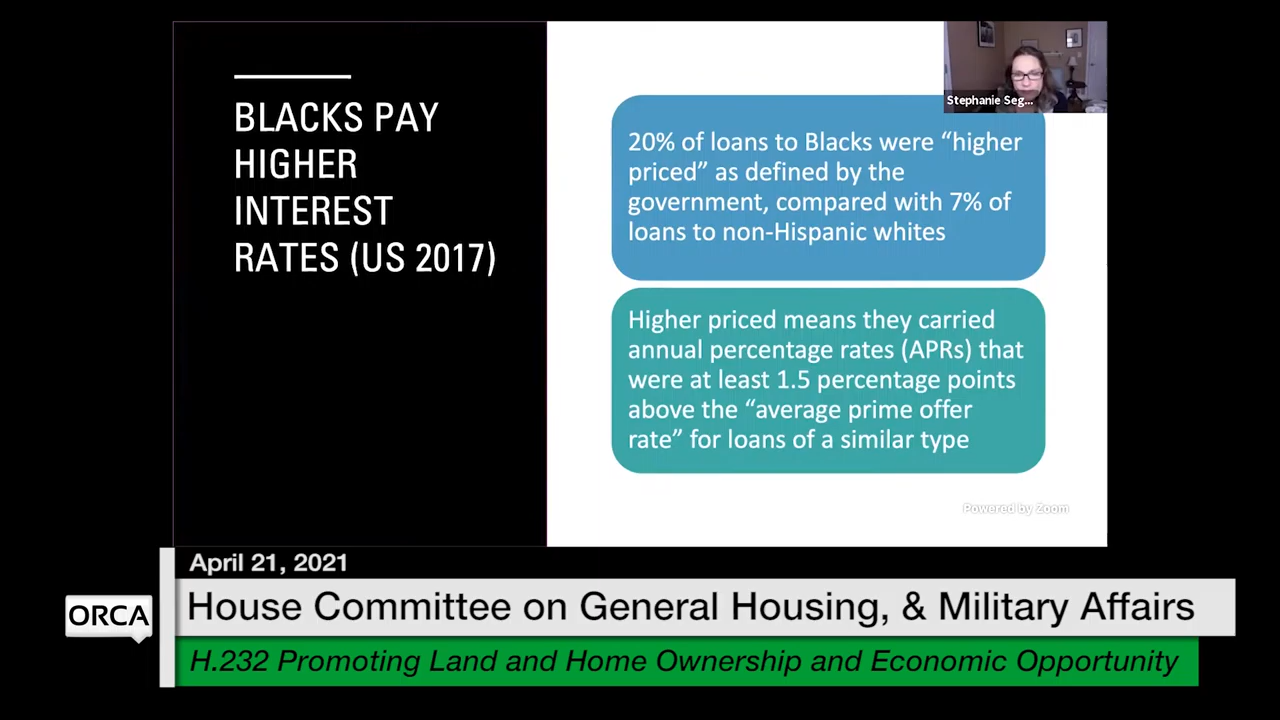 BLACKS PAY
HIGHER
INTEREST
RATES (US 2017)
Stephanie Seg...
20% of loans to Blacks were “higher
priced” as defined by the
government, compared with 7% of
loans to non-Hispanic whites
Higher priced means they carried
annual percentage rates (APRs) that
were at least 1.5 percentage points
above the “average prime offer
rate” for loans of a similar type
Powered by Zoom
April 21, 2021
ORCA
House Committee on General Housing, & Military Affairs
H.232 Promoting Land and Home Ownership and Economic Opportunity